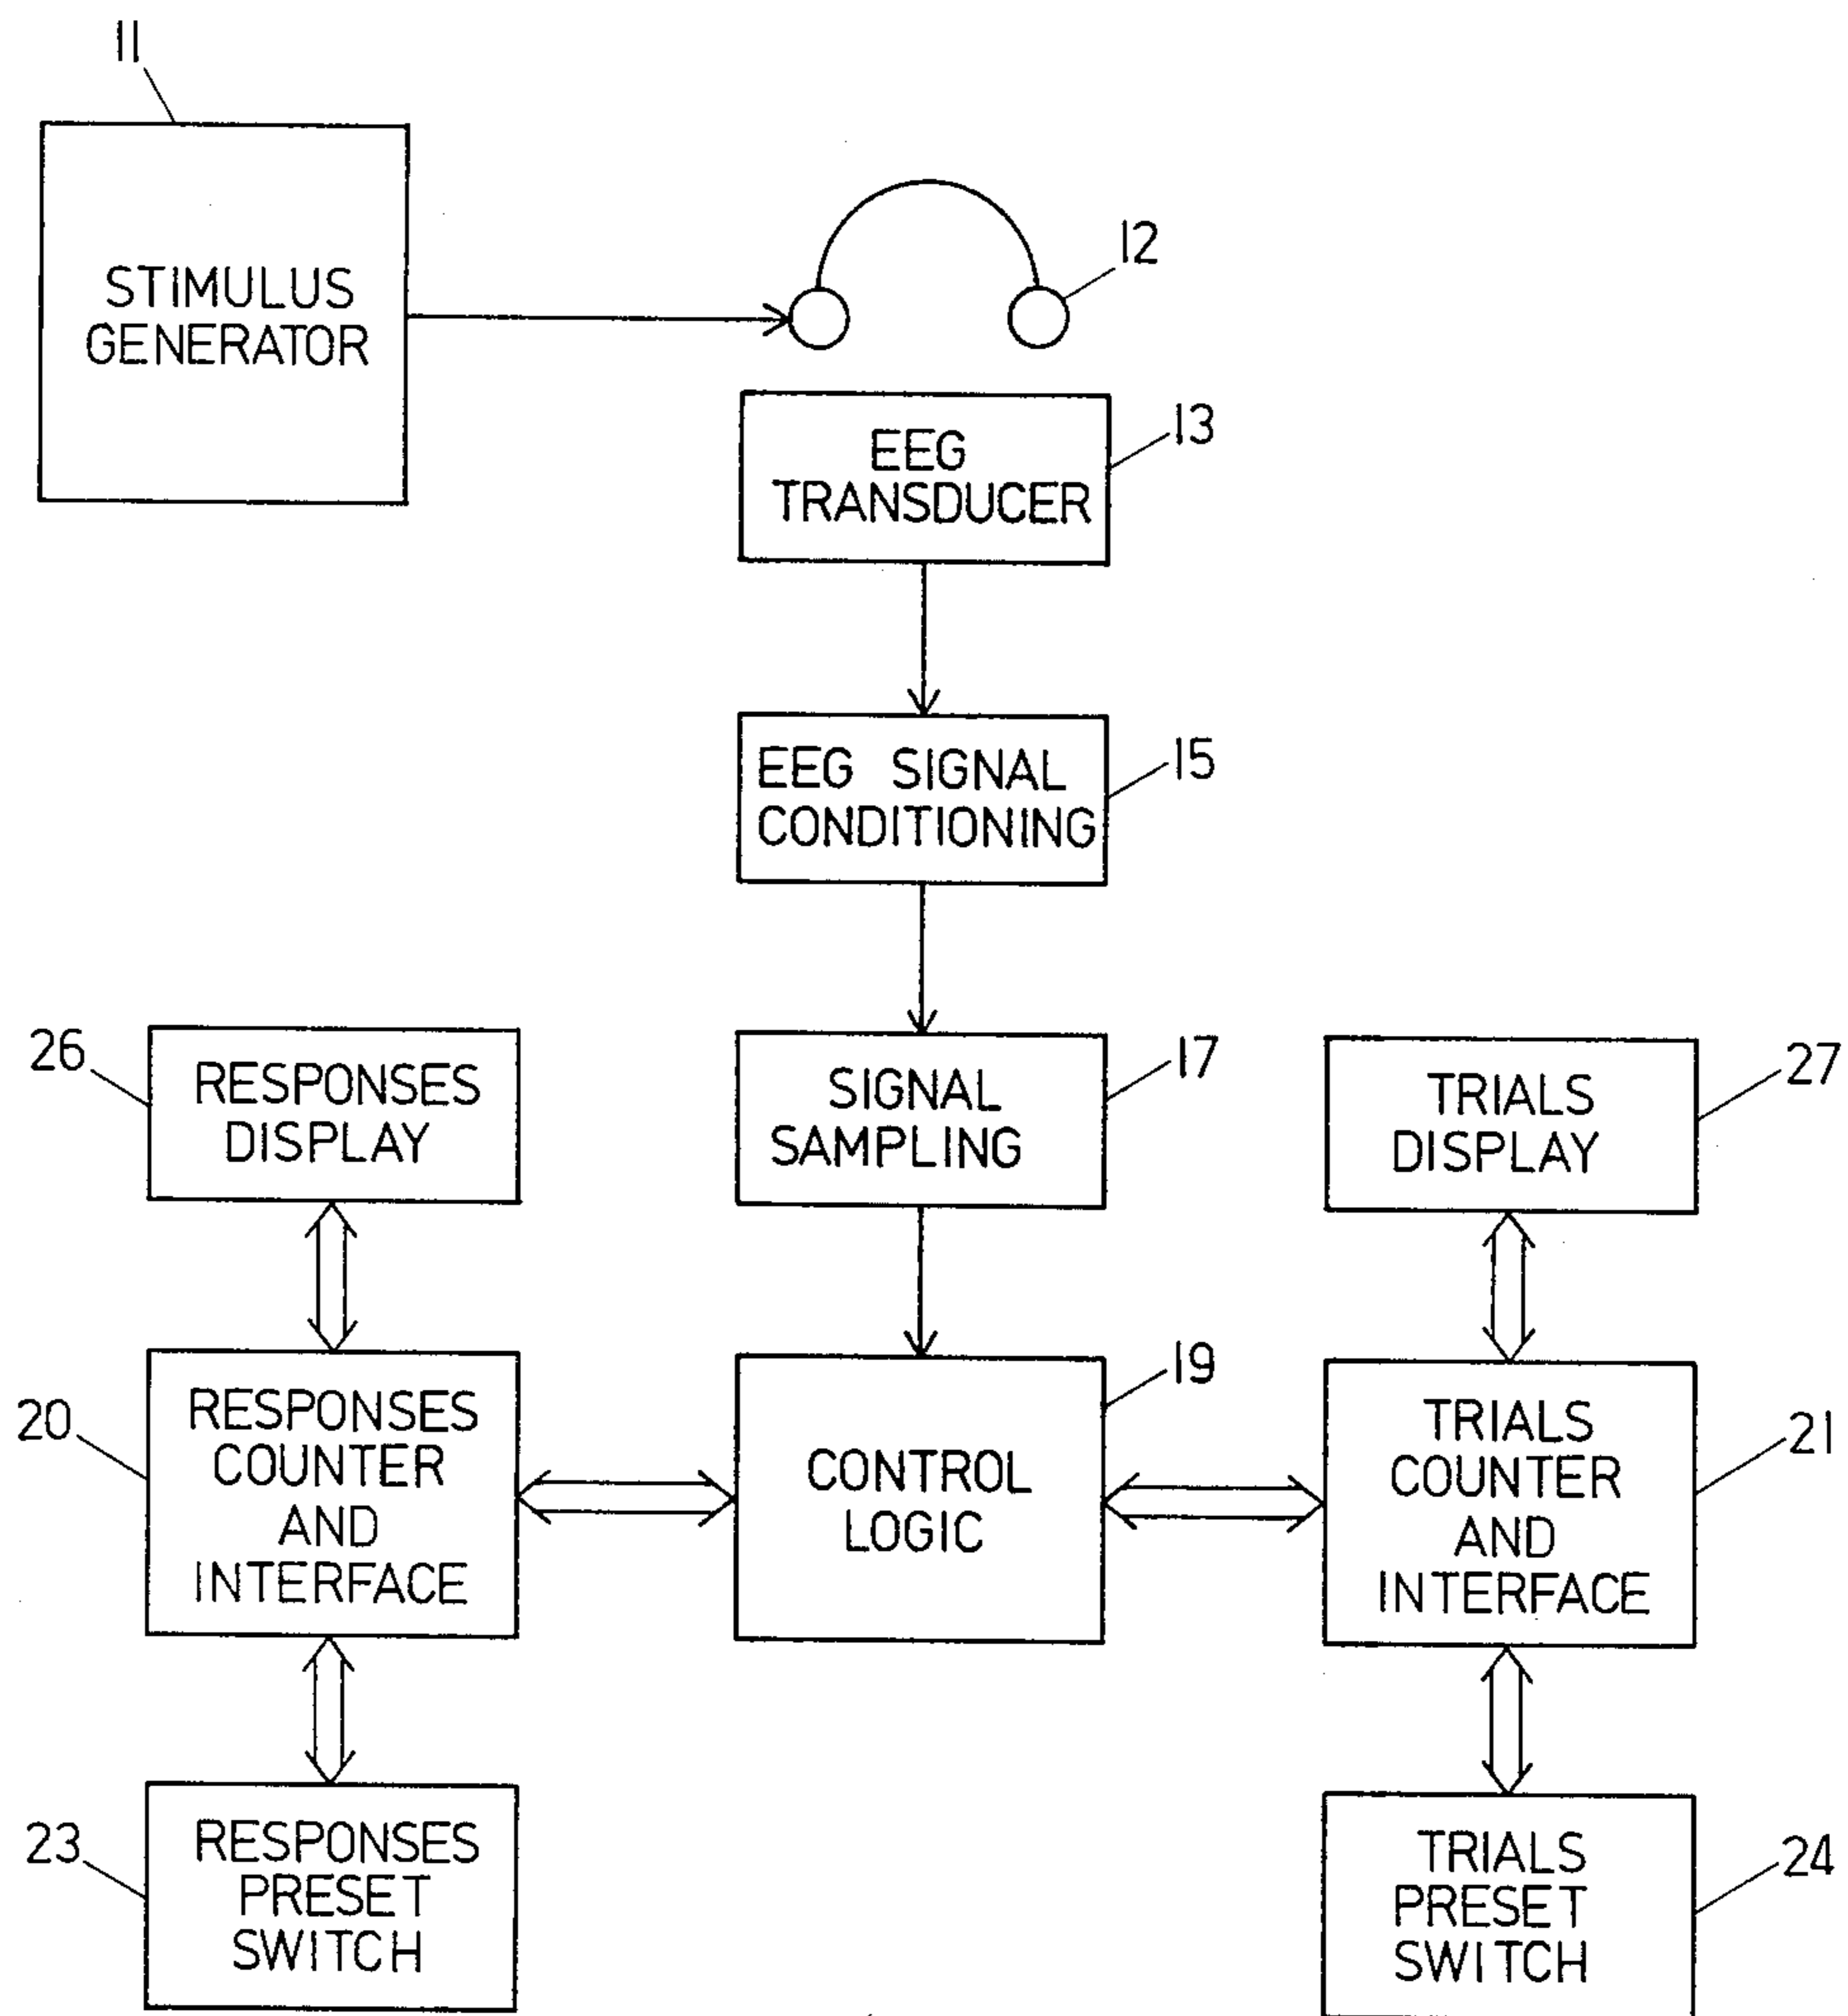 11
STIMULUS
GENERATOR
12
EEG
TRANSDUCER
13
EEG SIGNAL
CONDITIONING
15
SIGNAL
SAMPLING
17
26
RESPONSES
DISPLAY
TRIALS
DISPLAY
27
20
RESPONSES
COUNTER
AND
INTERFACE
CONTROL
LOGIC
19
TRIALS
COUNTER
AND
INTERFACE
21
23
RESPONSES
PRESET
SWITCH
TRIALS
PRESET
SWITCH
24